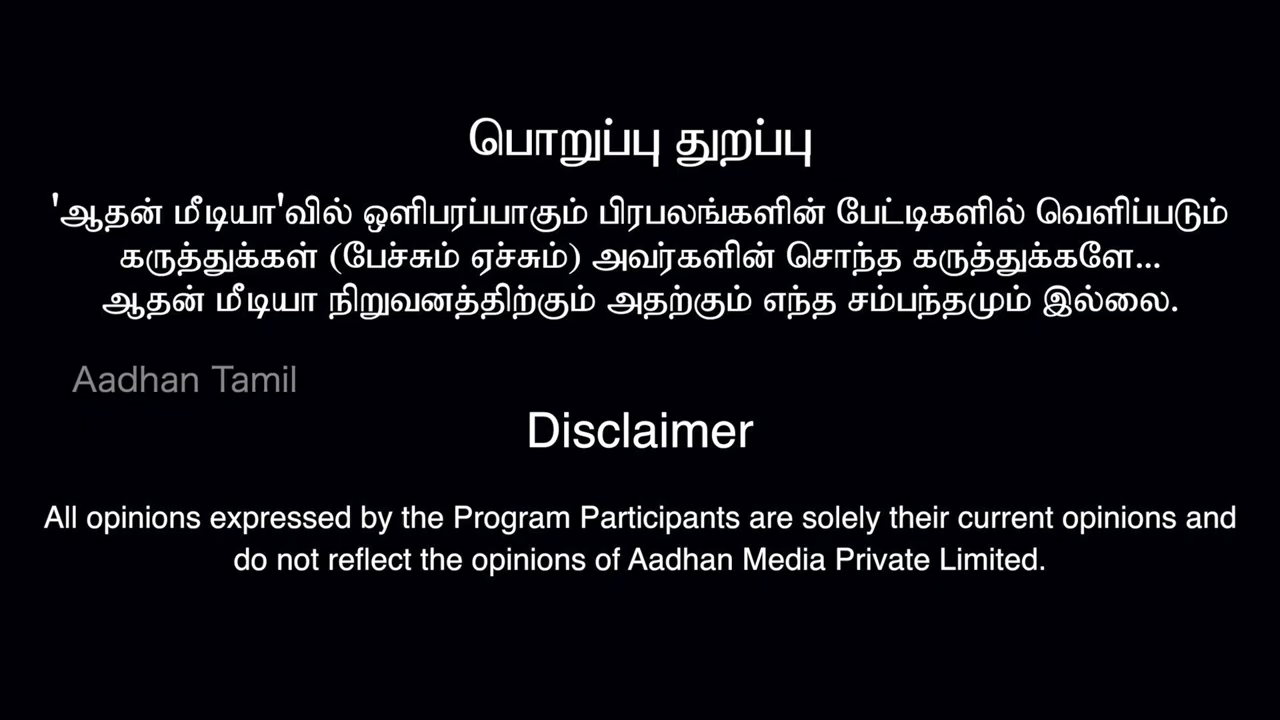 பொறுப்பு துறப்பு
'ஆதன் மீடியா'வில் ஒளிபரப்பாகும் பிரபலங்களின் பேட்டிகளில் வெளிப்படும்
கருத்துக்கள் (பேச்சும் ஏச்சும்) அவர்களின் சொந்த கருத்துக்களே...
ஆதன் மீடியா நிறுவனத்திற்கும் அதற்கும் எந்த சம்பந்தமும் இல்லை.
Aadhan Tamil
Disclaimer
All opinions expressed by the Program Participants are solely their current opinions and
do not reflect the opinions of Aadhan Media Private Limited.